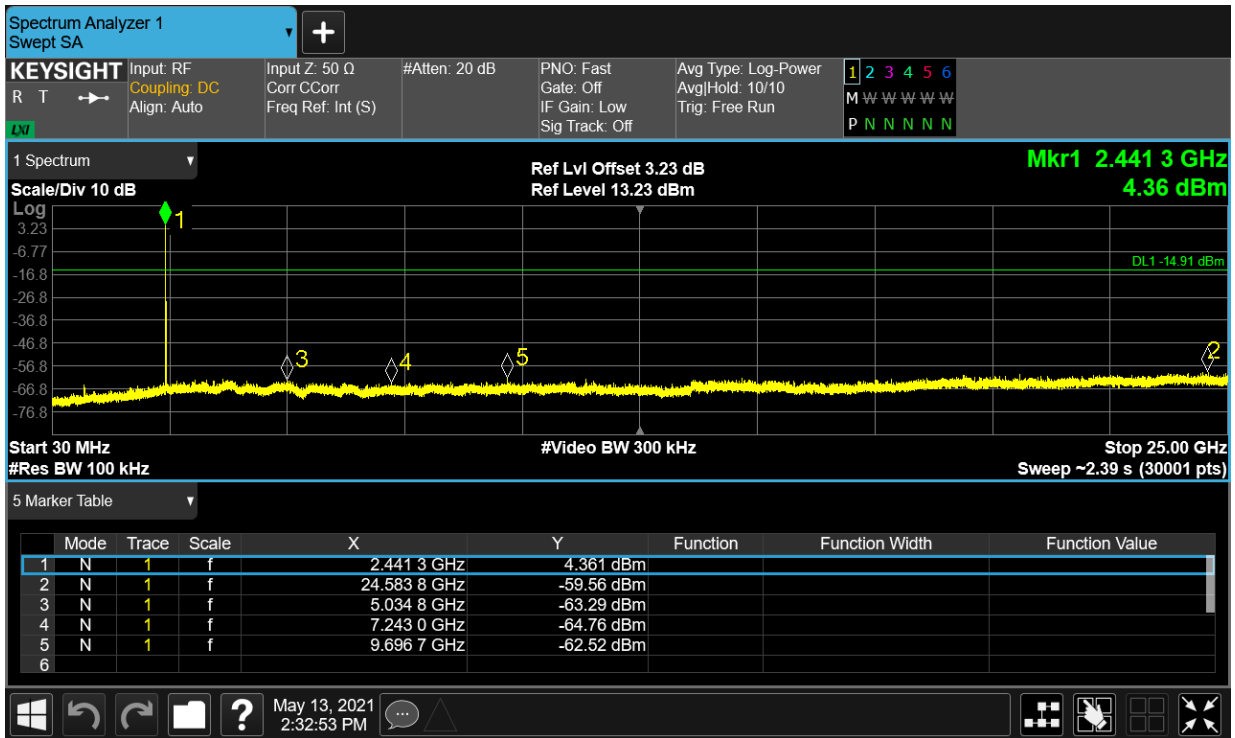 Spectrum Analyzer 1
Swept SA
KEYSIGHT
R T
LXI
Input: RF
Coupling: DC
Align: Auto
Input Z: 50 Ω
Corr CCorr
Freq Ref: Int (S)
#Atten: 20 dB
PNO: Fast
Gate: Off
IF Gain: Low
Sig Track: Off
Avg Type: Log-Power
Avg|Hold: 10/10
Trig: Free Run
1 2 3 4 5 6
M W W W W W
P N N N N N
1 Spectrum
Scale/Div 10 dB
Ref Lvl Offset 3.23 dB
Ref Level 13.23 dBm
Mkr1 2.441 3 GHz
4.36 dBm
Log
3.23
-6.77
-16.8
-26.8
-36.8
-46.8
-56.8
-66.8
-76.8
1
DL1 -14.91 dBm
3
4
5
2
Start 30 MHz
#Video BW 300 kHz
Stop 25.00 GHz
#Res BW 100 kHz
Sweep ~2.39 s (30001 pts)
5 Marker Table
Mode Trace Scale X Y Function Function Width Function Value
1 N 1 f 2.441 3 GHz 4.361 dBm
2 N 1 f 24.583 8 GHz -59.56 dBm
3 N 1 f 5.034 8 GHz -63.29 dBm
4 N 1 f 7.243 0 GHz -64.76 dBm
5 N 1 f 9.696 7 GHz -62.52 dBm
6
?
May 13, 2021
2:32:53 PM